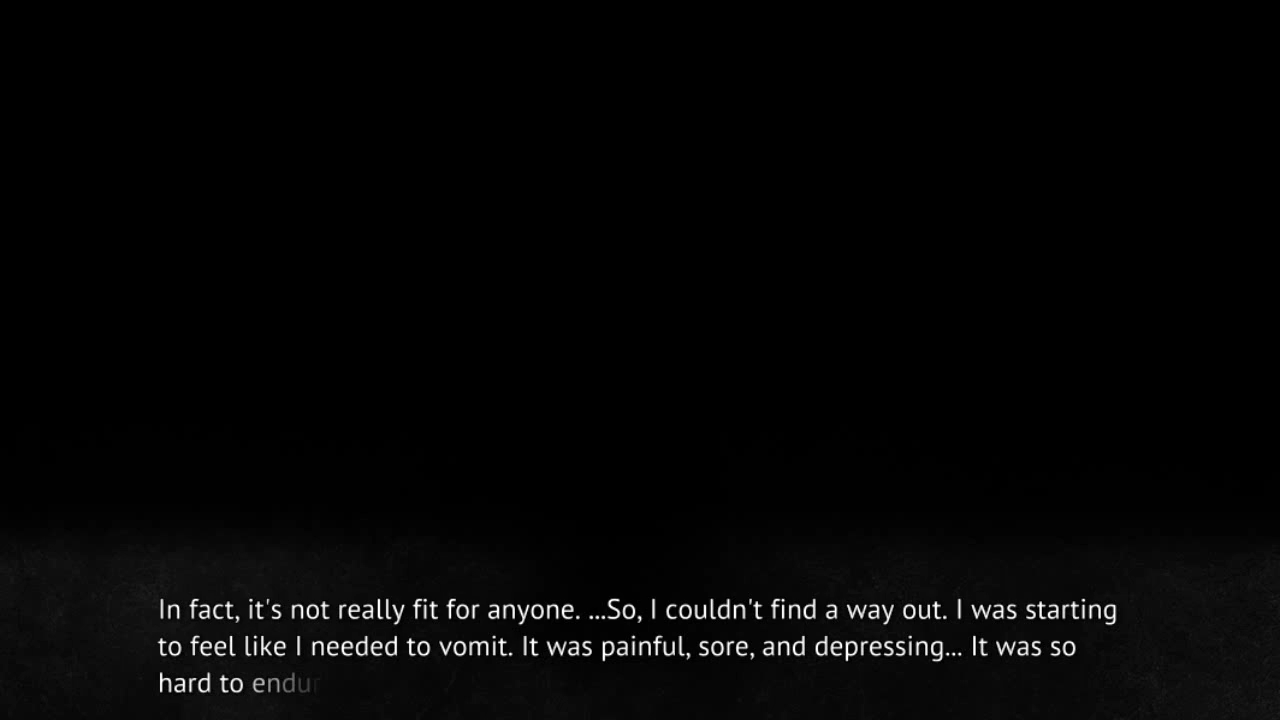 In fact, it's not really fit for anyone. ...So, I couldn't find a way out. I was starting
to feel like I needed to vomit. It was painful, sore, and depressing... It was so
hard to endur